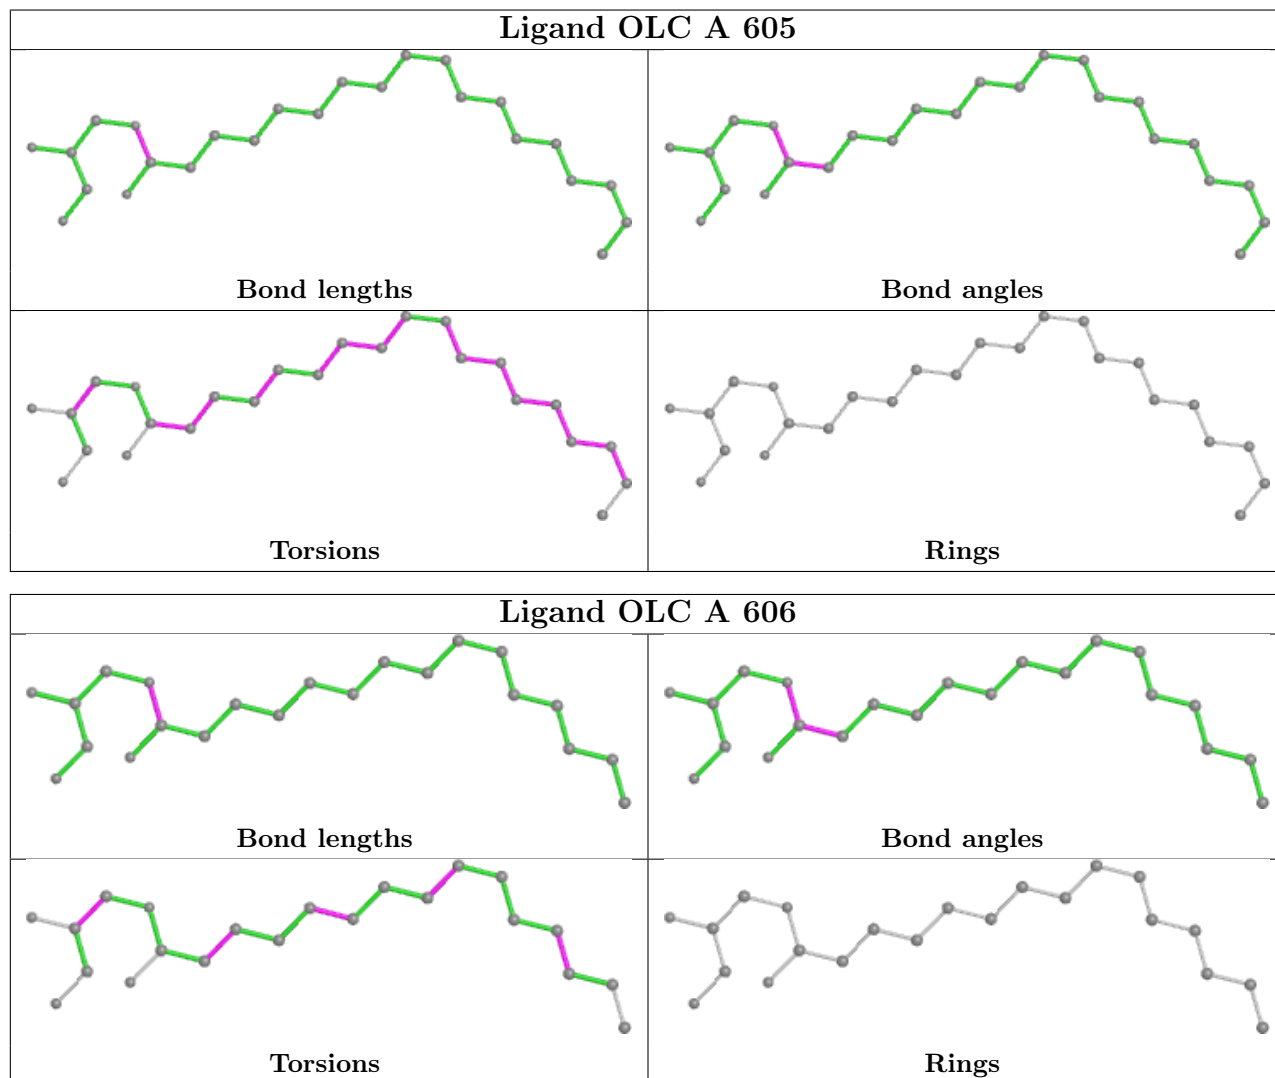 Ligand OLC A 605
Bond lengths
Bond angles
Torsions
Rings
Ligand OLC A 606
Bond lengths
Bond angles
Torsions
Rings